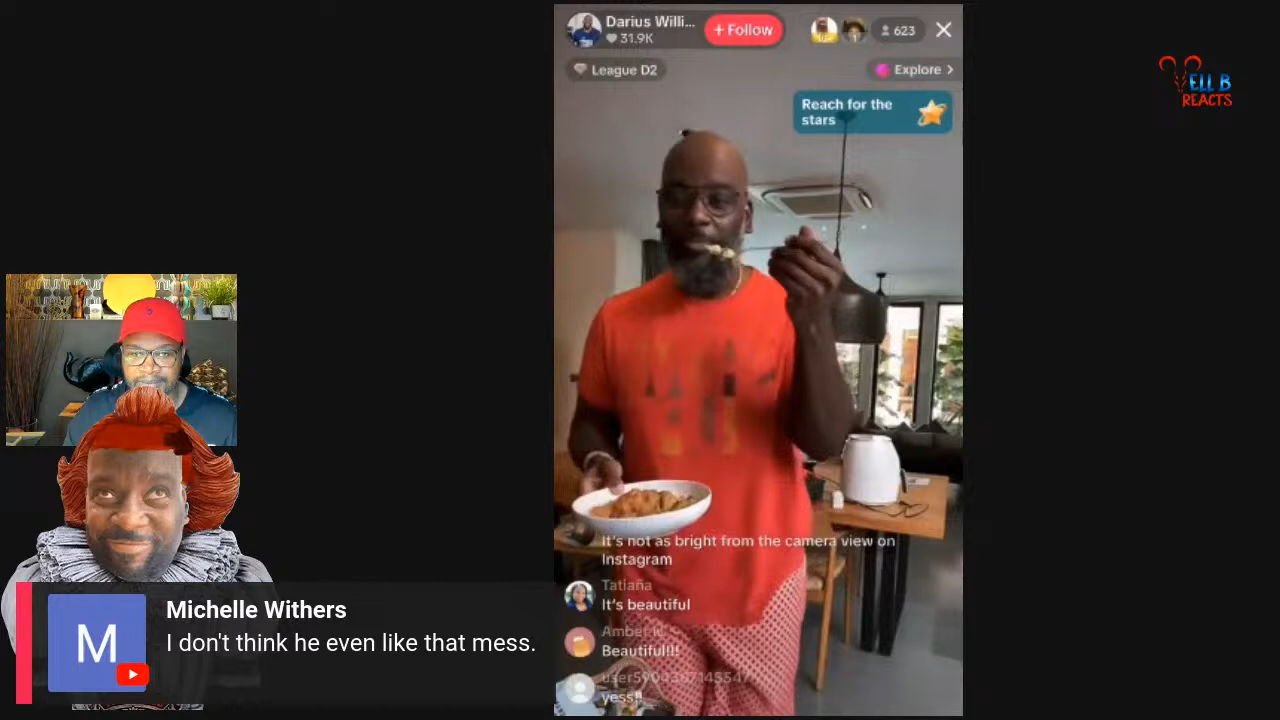 Darius Willi...
31.9K
+ Follow
623
League D2
Explore >
Reach for the
stars
ELL B
REACTS
It's not as bright from the camera view on
Instagram
Tatiaña
It's beautiful
Beautiful!!!
yess!!
M
Michelle Withers
I don't think he even like that mess.